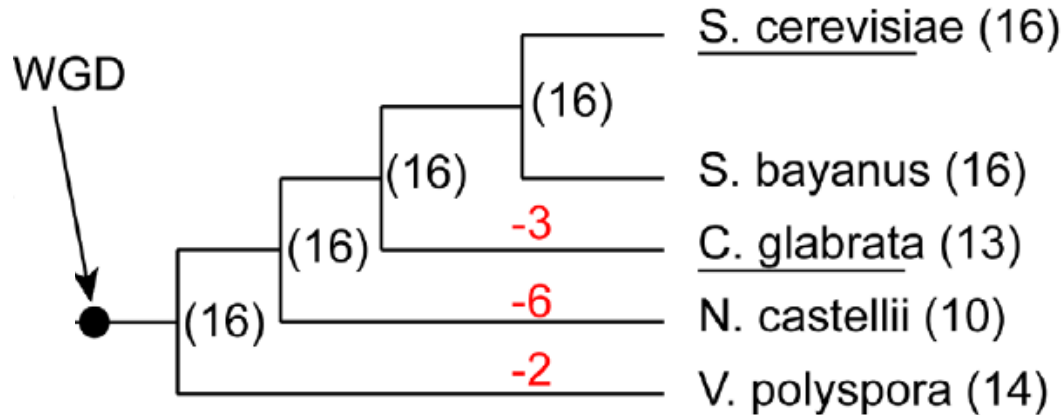 S. cerevisiae (16)
WGD
(16)
(16)
S. bayanus (16)
-3
(16)
C. glabrata (13)
-6
(16)
N. castellii (10)
-2
V. polyspora (14)